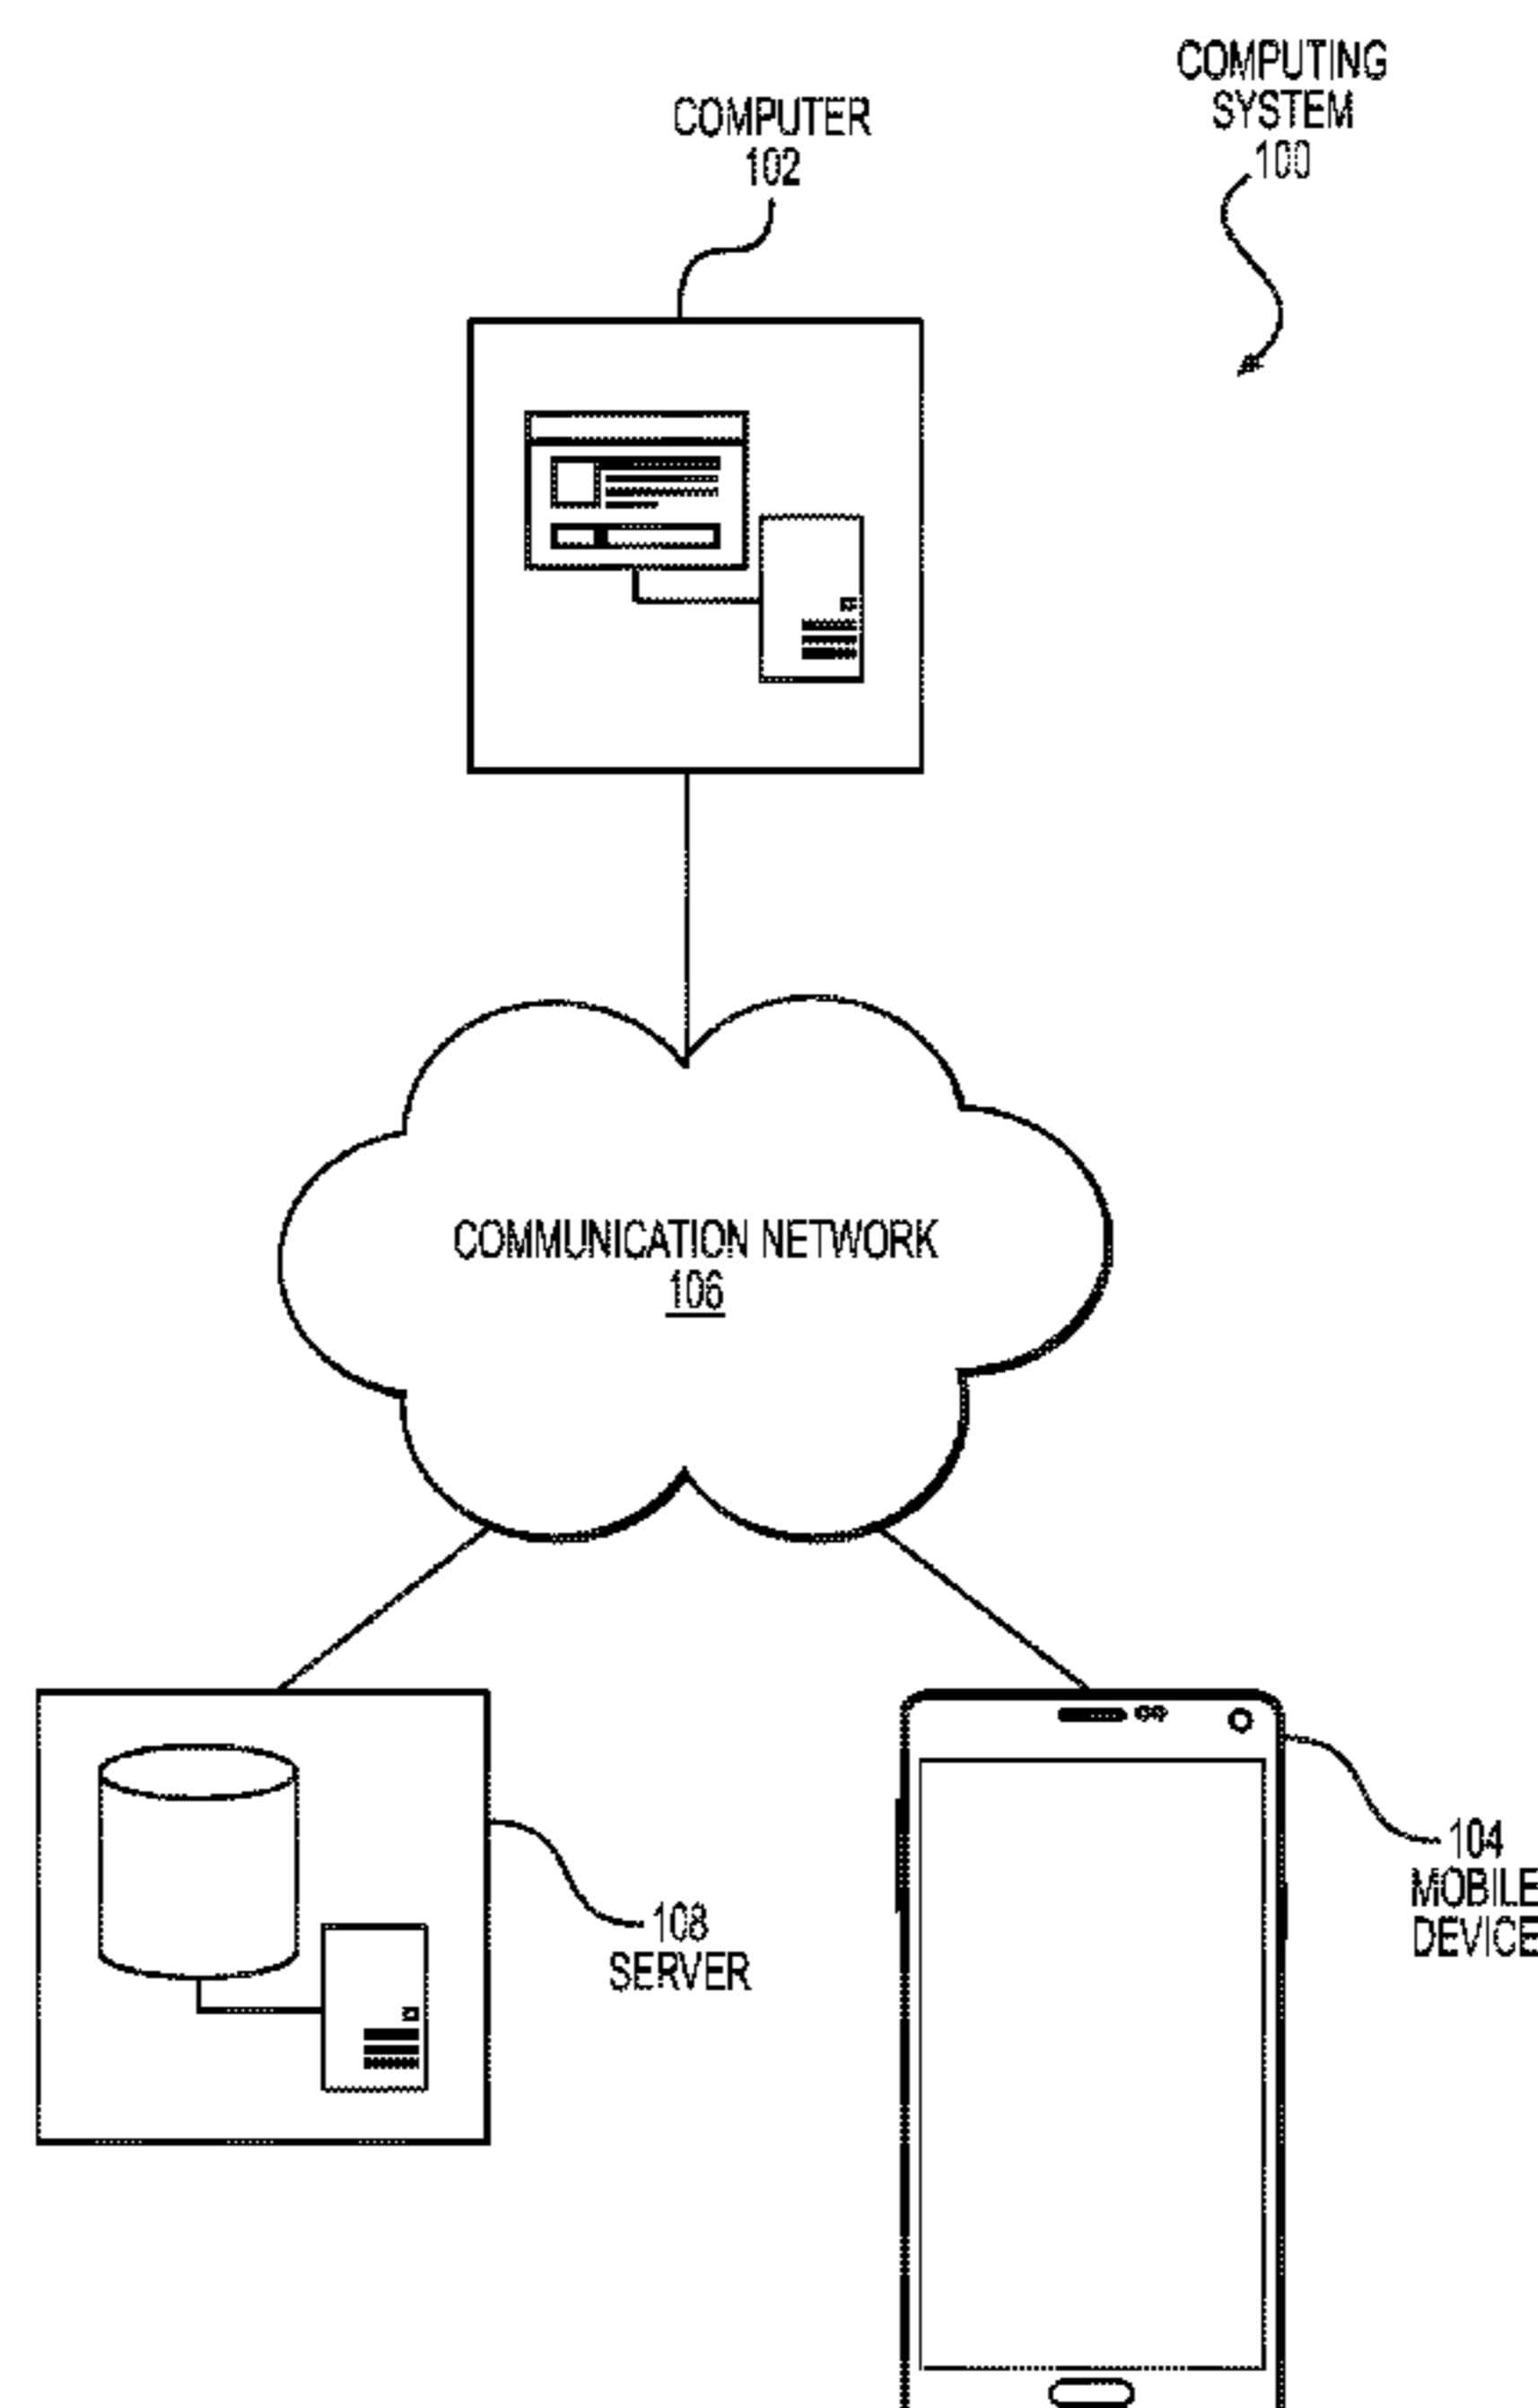 COMPUTING
SYSTEM
100
COMPUTER
102
COMMUNICATION NETWORK
106
104
MOBILE
DEVICE
108
SERVER